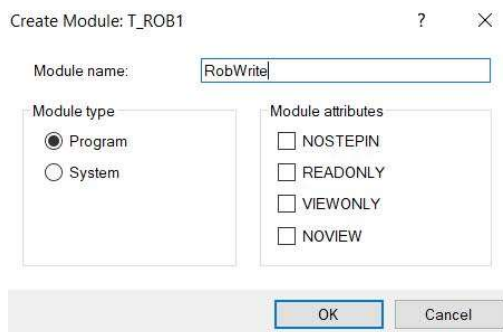 Create Module: T_ROB1 ?
Module name: RobWrite
Module type
Program
System
Module attributes
NOSTEPIN
READONLY
VIEWONLY
NOVIEW
OK Cancel